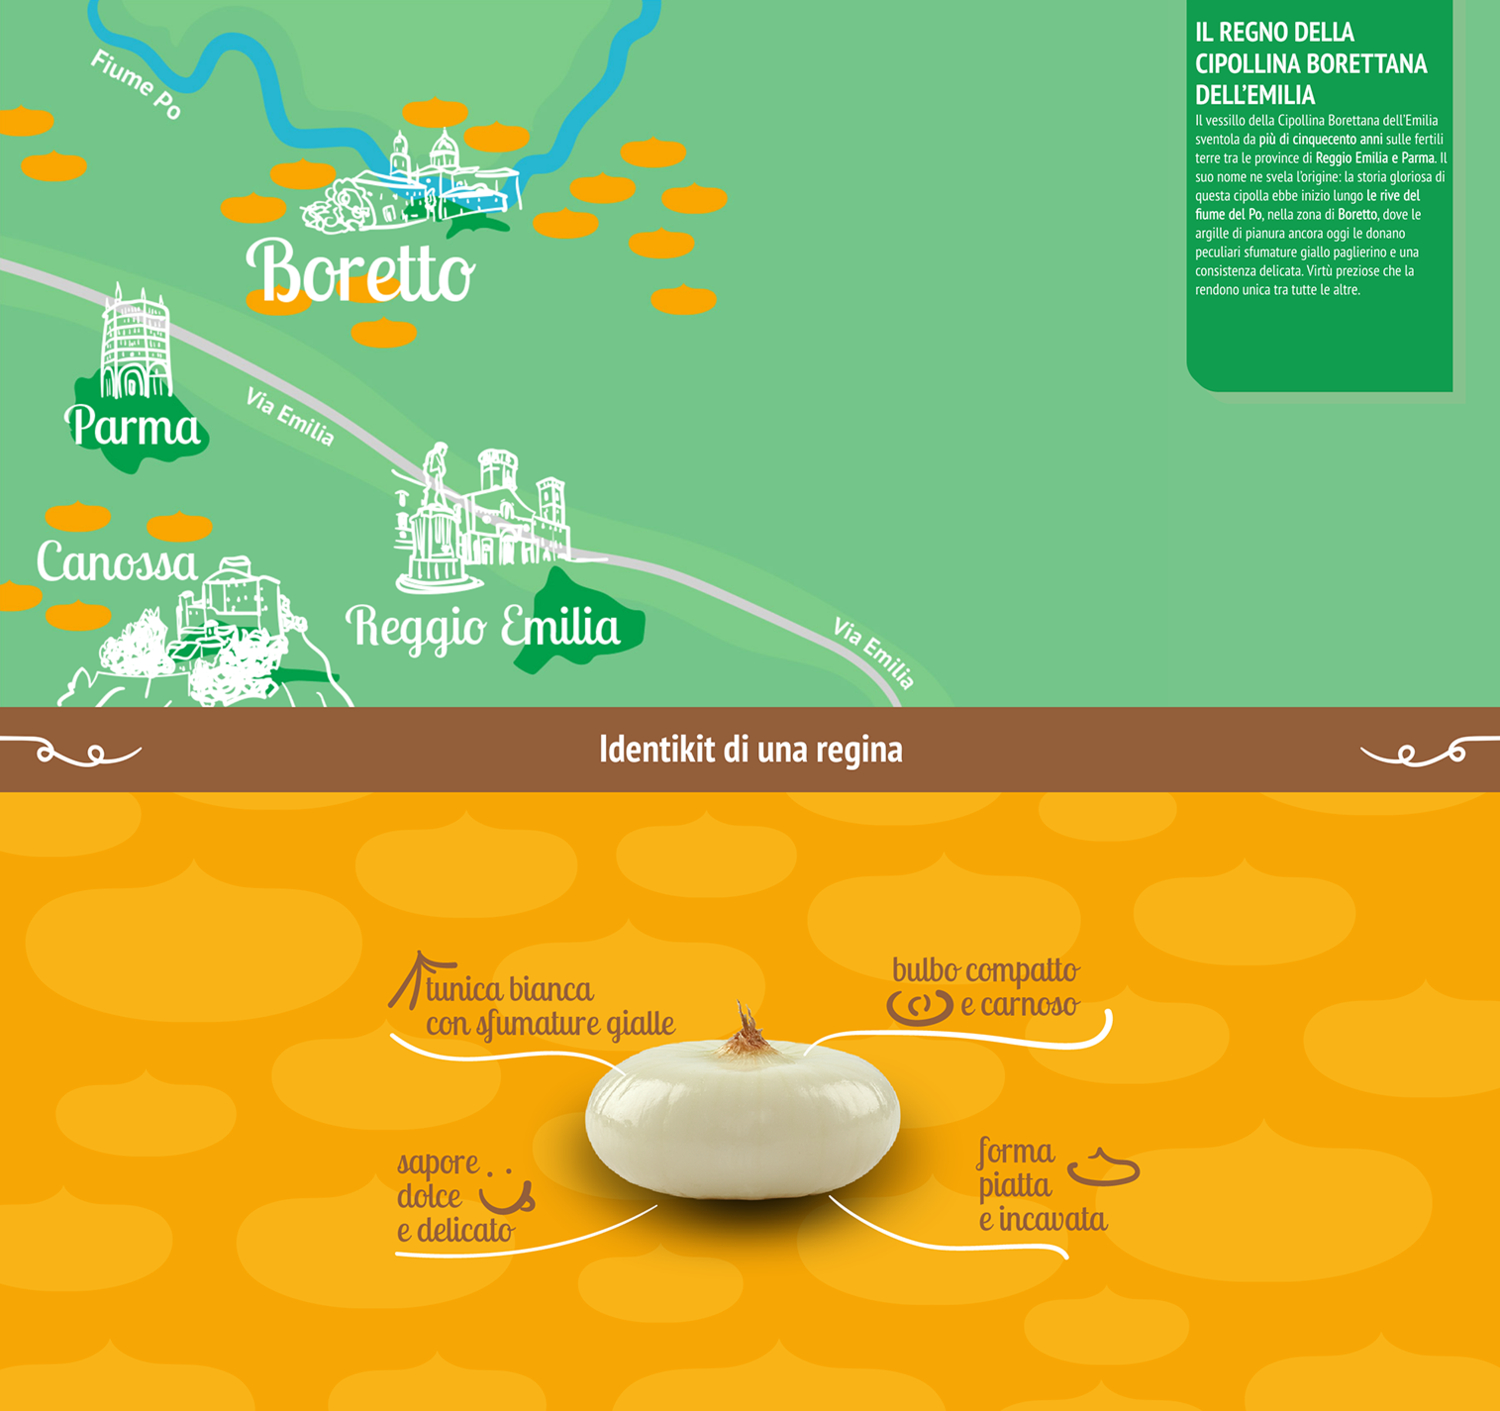 Fiume Po
Boretto
Parma
Via Emilia
Canossa
Reggio Emilia
Via Emilia
IL REGNO DELLA
CIPOLLINA BORETTANA
DELL'EMILIA
Il vessillo della Cipollina Borettana dell'Emilia
sventola da più di cinquecento anni sulle fertili
terre tra le province di Reggio Emilia e Parma. Il
suo nome ne svela l'origine: la storia gloriosa di
questa cipolla ebbe inizio lungo le rive del
fiume del Po, nella zona di Boretto, dove le
argille di pianura ancora oggi le donano
peculiari sfumature giallo paglierino e una
consistenza delicata. Virtù preziose che la
rendono unica tra tutte le altre.
Identikit di una regina
tunica bianca
con sfumature gialle
bulbo compatto
e carnoso
sapore
dolce
e delicato
forma
piatta
e incavata